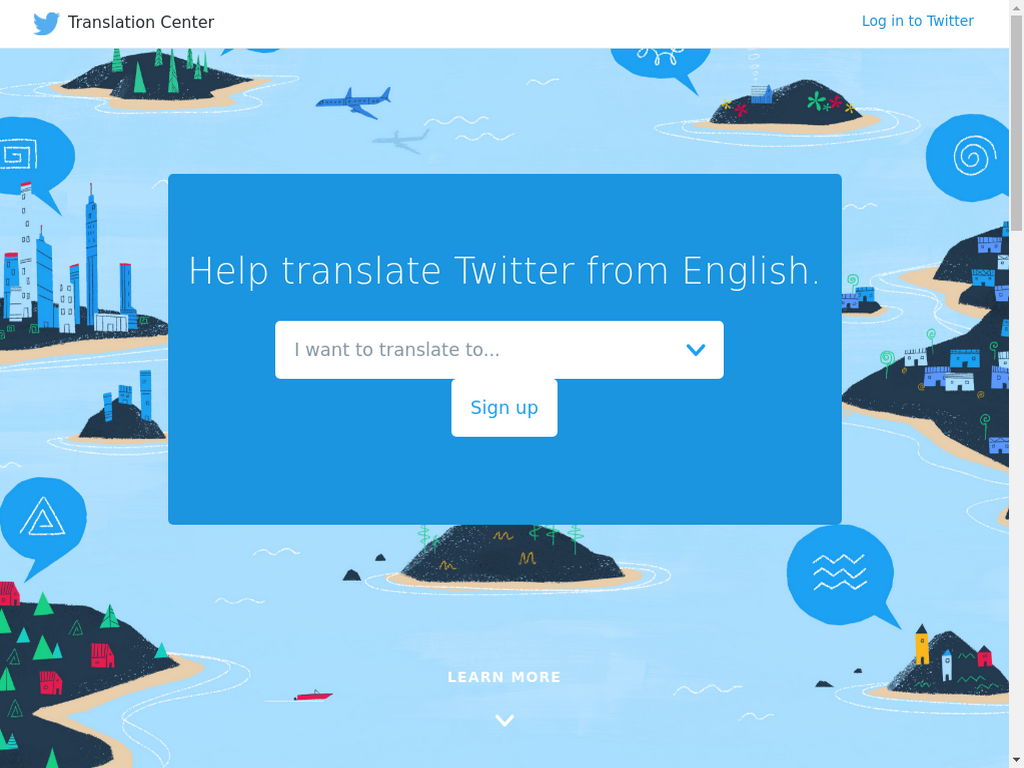 Translation Center
Log in to Twitter
Help translate Twitter from English.
I want to translate to...
Sign up
LEARN MORE